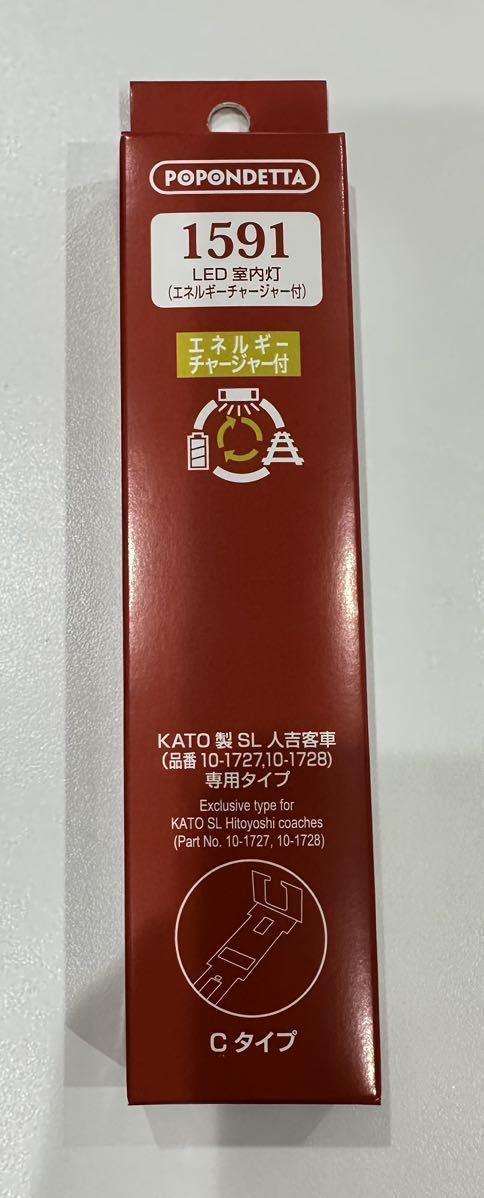 POPONDETTA
1591
LED 室内灯
(エネルギーチャージャー付)
エネルギー
チャージャー付
KATO 製 SL 人吉客車
(品番 10-1727,10-1728)
専用タイプ
Exclusive type for
KATO SL Hitoyoshi coaches
(Part No. 10-1727, 10-1728)
C タイプ